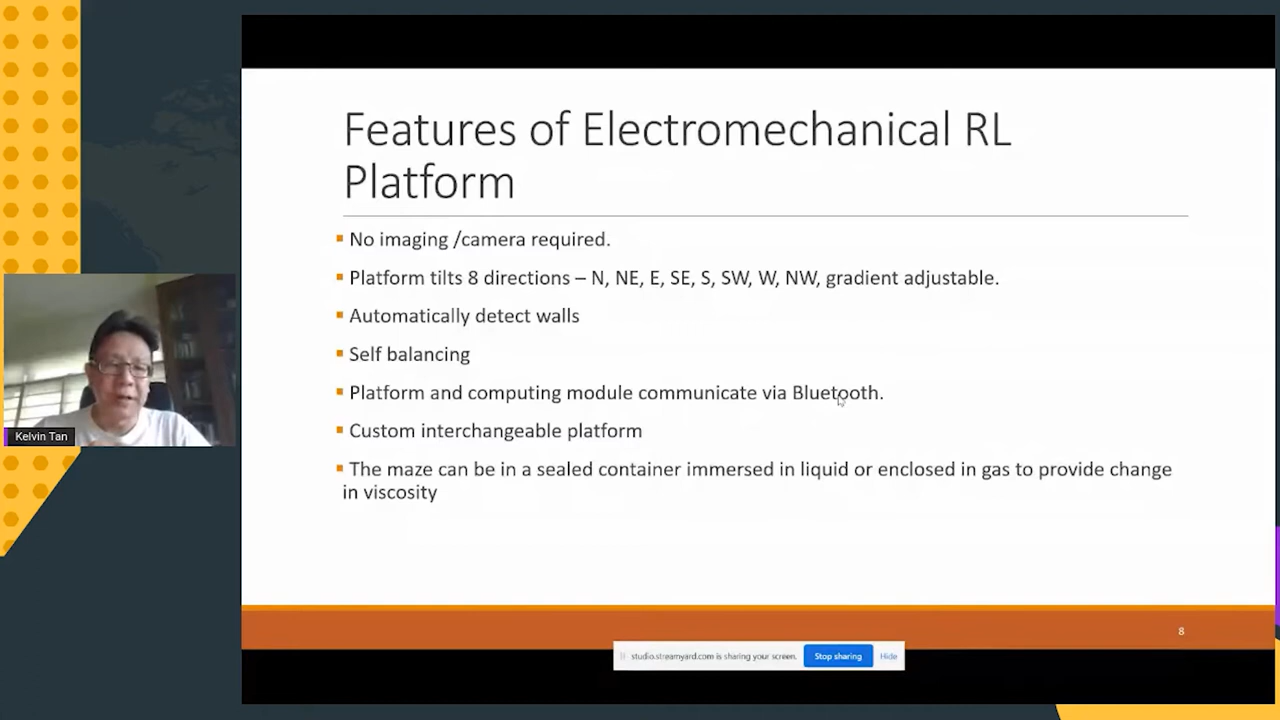 Features of Electromechanical RL
Platform
No imaging /camera required.
Platform tilts 8 directions – N, NE, E, SE, S, SW, W, NW, gradient adjustable.
Automatically detect walls
Self balancing
Platform and computing module communicate via Bluetooth.
Custom interchangeable platform
The maze can be in a sealed container immersed in liquid or enclosed in gas to provide change
in viscosity
Kelvin Tan
8
studio.streamyard.com is sharing your screen.
Stop sharing
Hide